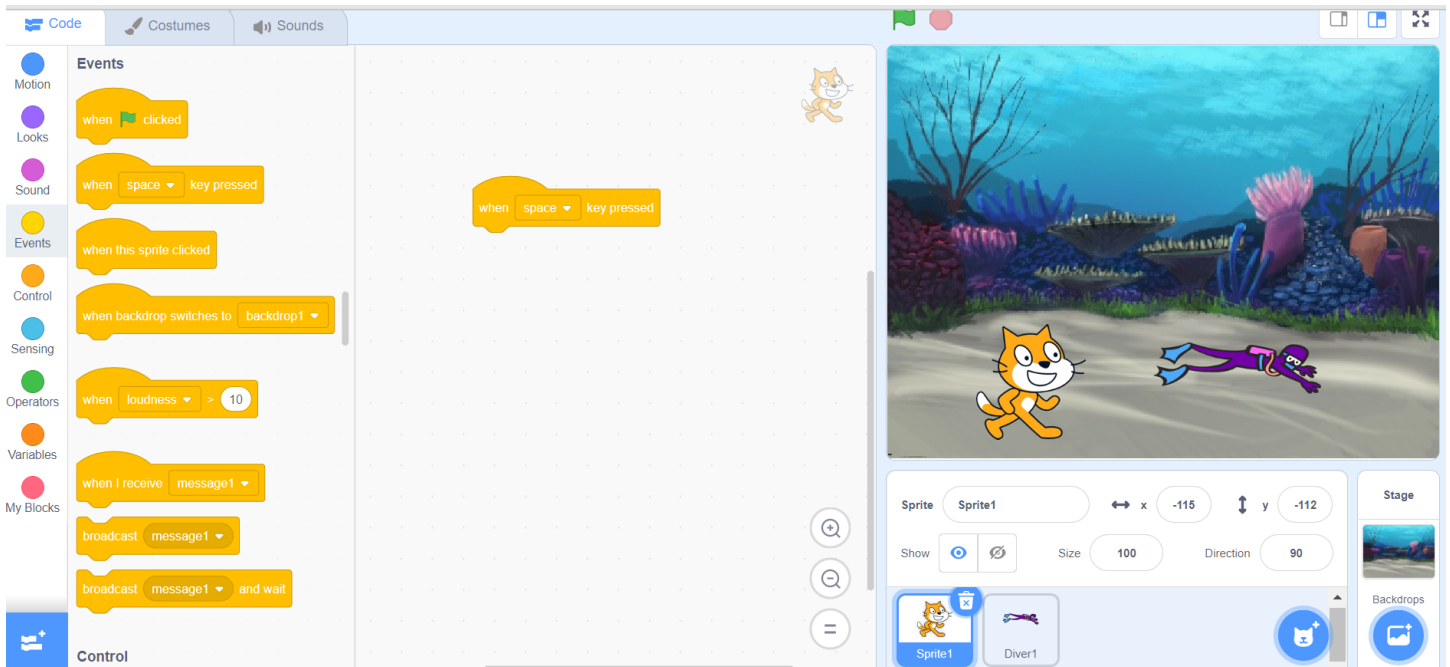 Code
Costumes
Sounds
Motion
Looks
Sound
Events
Control
Sensing
Operators
Variables
My Blocks
Events
when clicked
when space key pressed
when this sprite clicked
when backdrop switches to backdrop1
when loudness > 10
when I receive message1
broadcast message1
broadcast message1 and wait
Control
when space key pressed
Sprite Sprite1 x -115 y -112
Show Size 100 Direction 90
Sprite1
Diver1
Stage
Backdrops